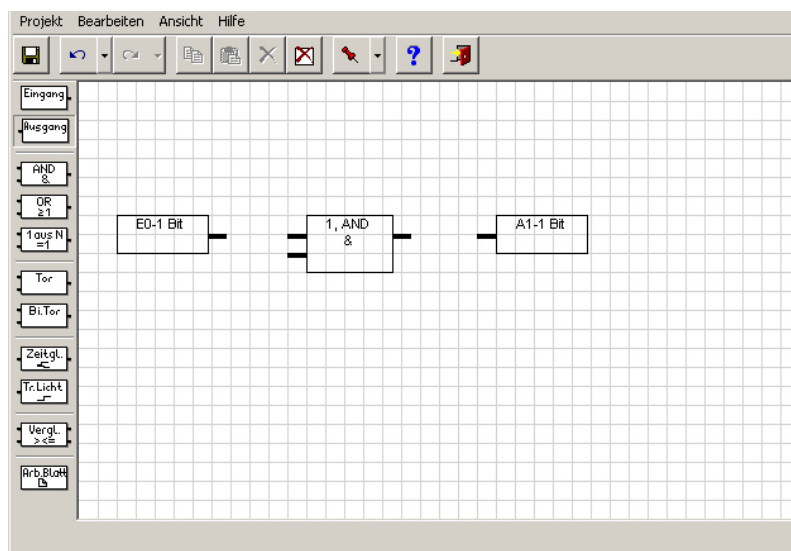 Projekt Bearbeiten Ansicht Hilfe
?
Eingang
Ausgang
AND
&
OR
≥1
1 aus N
=1
Tor
Bi.Tor
Zeitgl.
Tr.Licht
Vergl.
><=
Arb.Blatt
E0-1 Bit
1, AND
&
A1-1 Bit